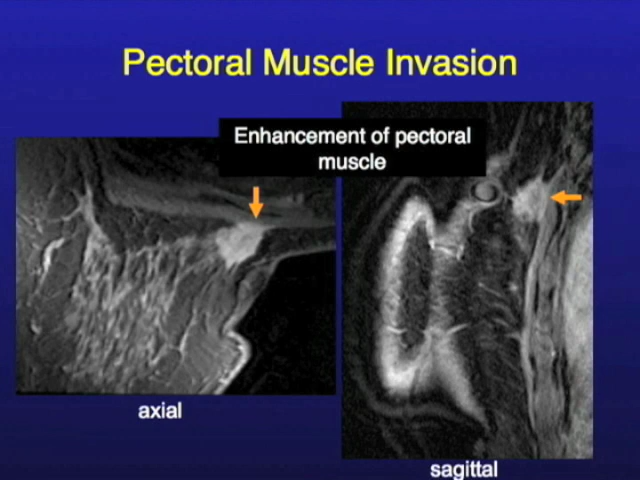 Pectoral Muscle Invasion
Enhancement of pectoral
muscle
axial
sagittal